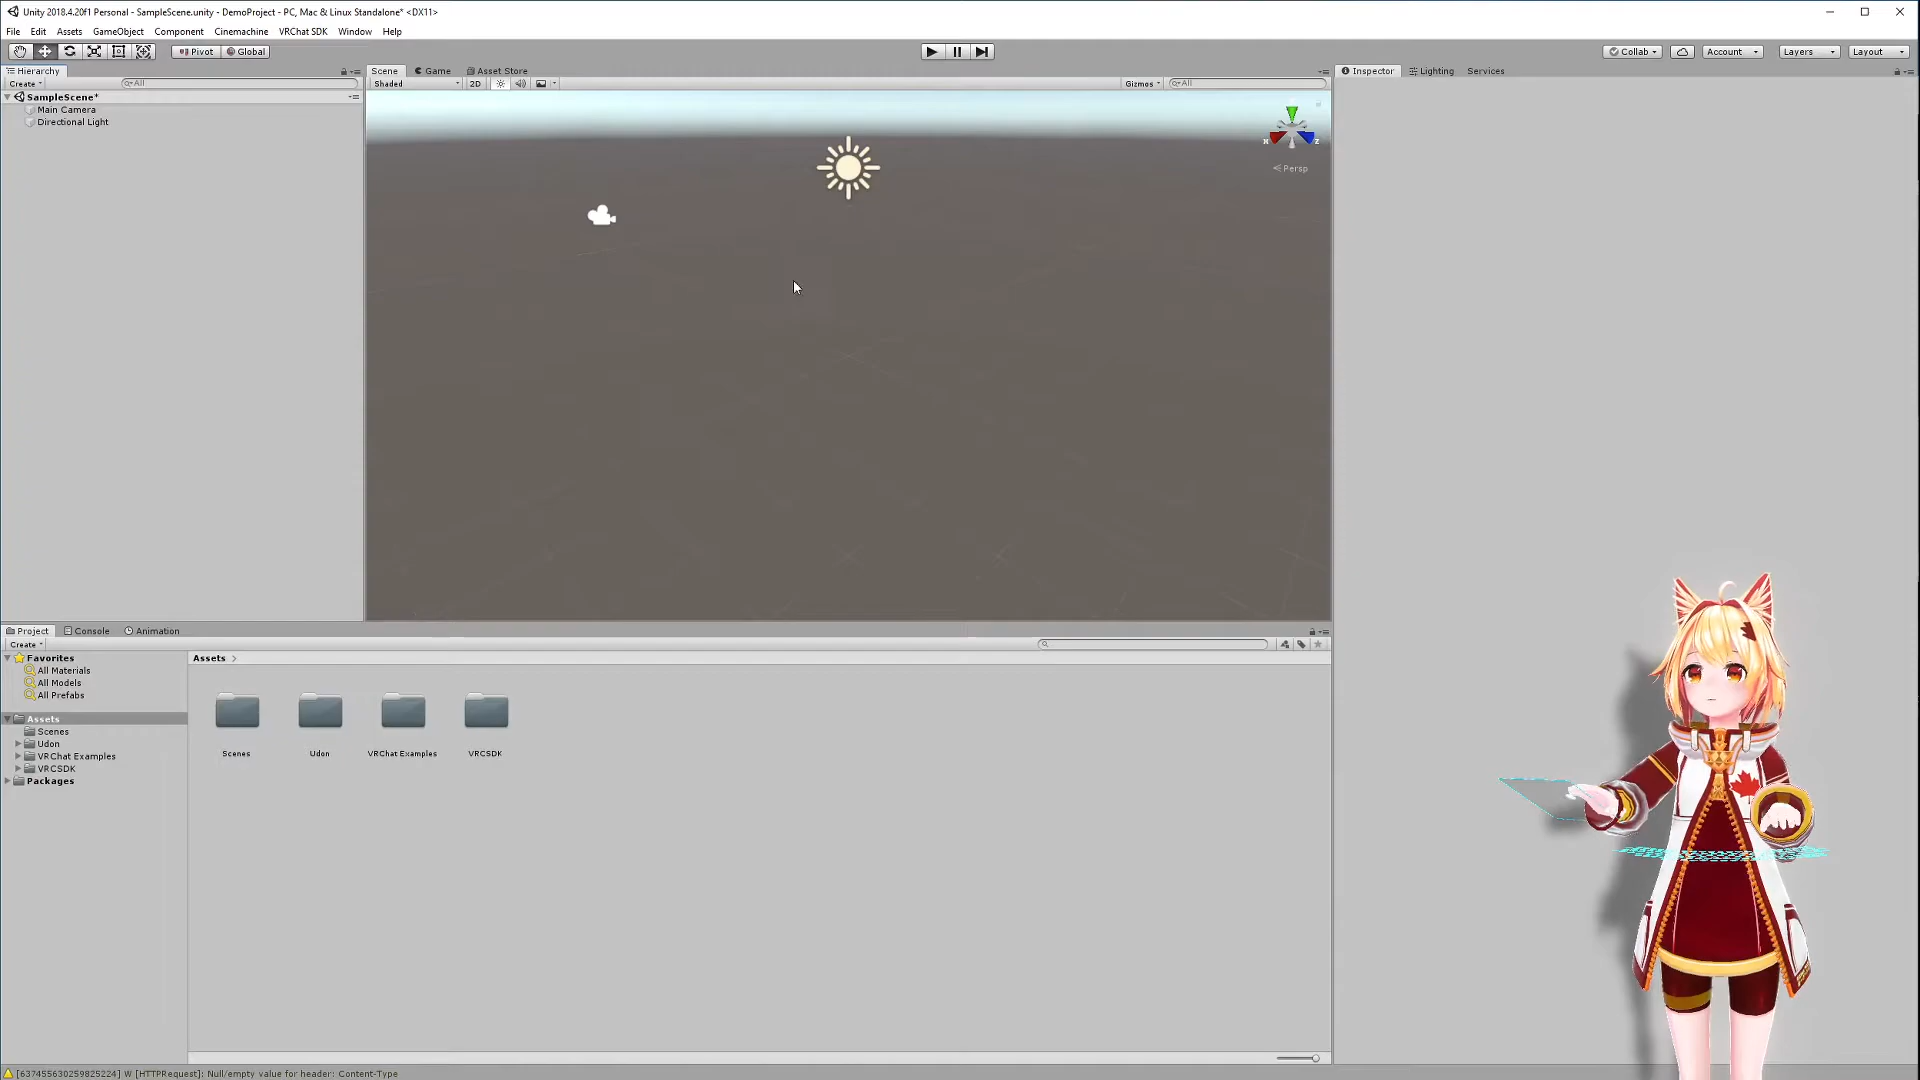 Unity 2018.4.20f1 Personal - SampleScene.unity - DemoProject - PC, Mac & Linux Standalone* <DX11>
File Edit Assets GameObject Component Cinemachine VRChat SDK Window Help
Pivot Global Collab Account Layers Layout
Hierarchy Scene Game Asset Store Inspector Lighting Services
Create All Shaded 2D Gizmos All
SampleScene*
Main Camera
Directional Light
x z
Persp
Project Console Animation
Create
Favorites Assets
All Materials
All Models
All Prefabs
Assets
Scenes
Udon
VRChat Examples
VRCSDK
Packages
Scenes Udon VRChat Examples VRCSDK
[637455630259825224] W [HTTPRequest]: Null/empty value for header: Content-Type